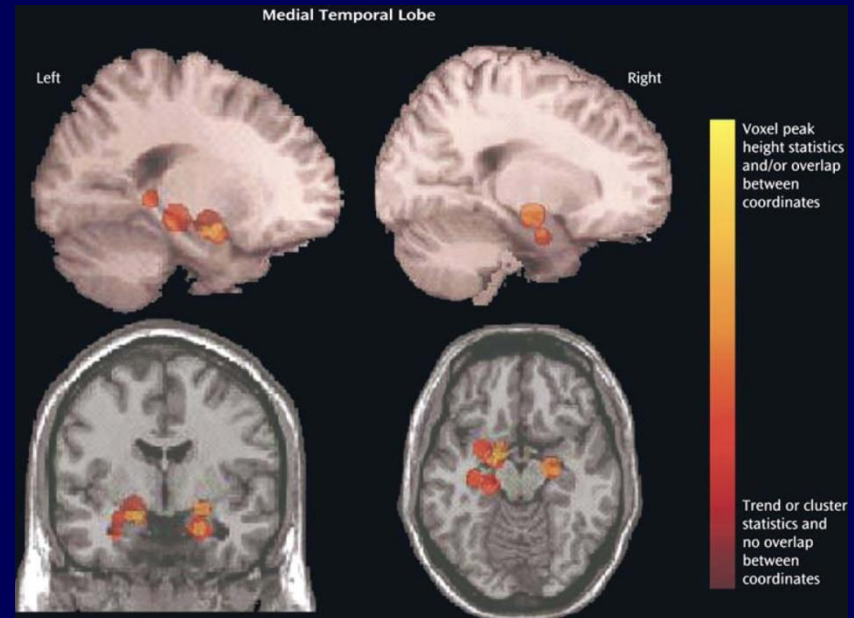 Medial Temporal Lobe
Left
Right
Voxel peak
height statistics
and/or overlap
between
coordinates
Trend or cluster
statistics and
no overlap
between
coordinates